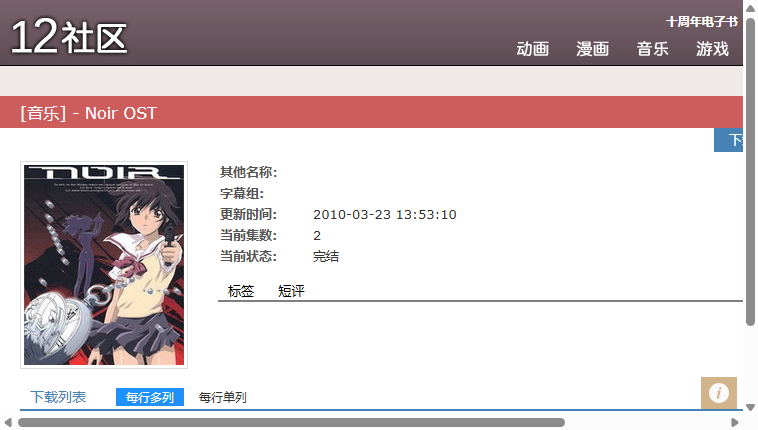 12社区
十周年电子书
动画 漫画 音乐 游戏
[音乐] - Noir OST
NOIR
其他名称:
字幕组:
更新时间: 2010-03-23 13:53:10
当前集数: 2
当前状态: 完结
标签 短评
下载列表 每行多列 每行单列